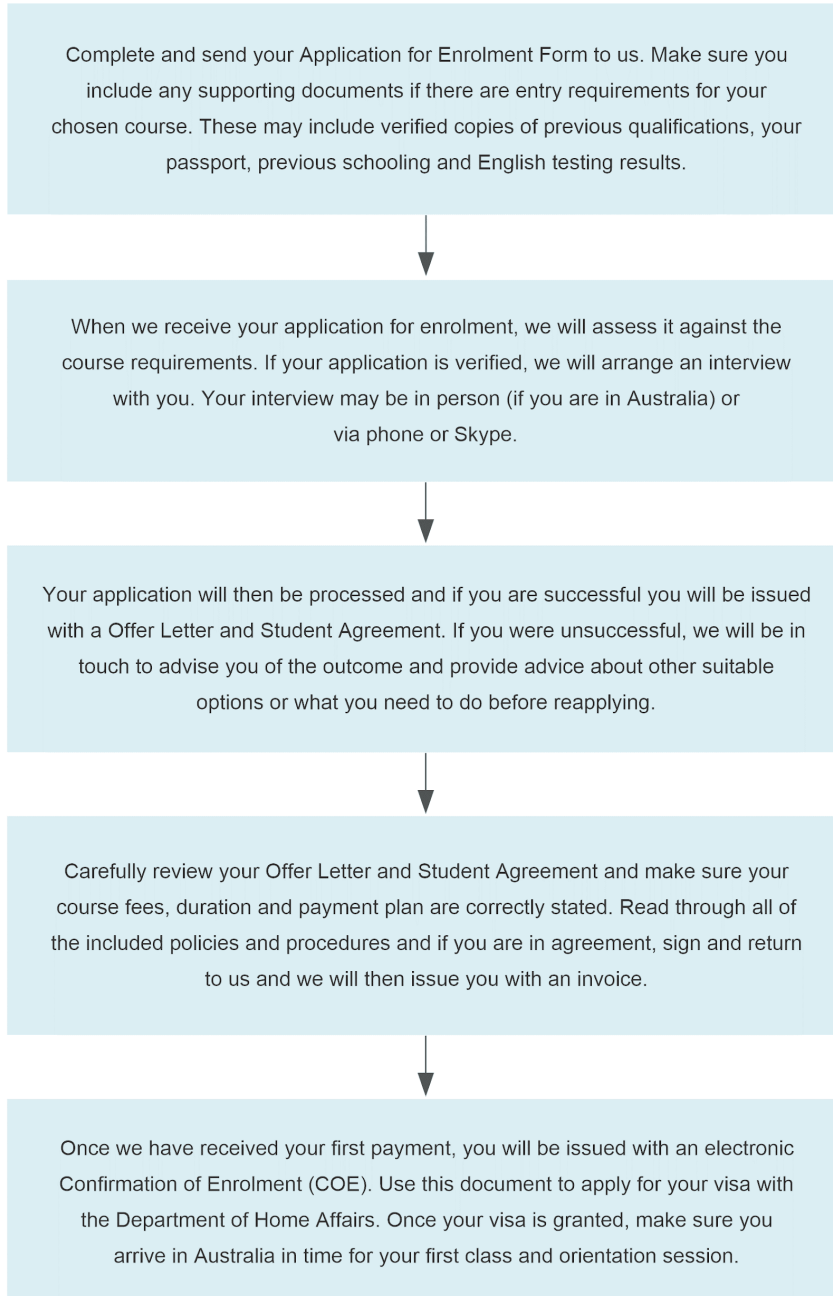 Complete and send your Application for Enrolment Form to us. Make sure you
include any supporting documents if there are entry requirements for your
chosen course. These may include verified copies of previous qualifications, your
passport, previous schooling and English testing results.
When we receive your application for enrolment, we will assess it against the
course requirements. If your application is verified, we will arrange an interview
with you. Your interview may be in person (if you are in Australia) or
via phone or Skype.
Your application will then be processed and if you are successful you will be issued
with a Offer Letter and Student Agreement. If you were unsuccessful, we will be in
touch to advise you of the outcome and provide advice about other suitable
options or what you need to do before reapplying.
Carefully review your Offer Letter and Student Agreement and make sure your
course fees, duration and payment plan are correctly stated. Read through all of
the included policies and procedures and if you are in agreement, sign and return
to us and we will then issue you with an invoice.
Once we have received your first payment, you will be issued with an electronic
Confirmation of Enrolment (COE). Use this document to apply for your visa with
the Department of Home Affairs. Once your visa is granted, make sure you
arrive in Australia in time for your first class and orientation session.